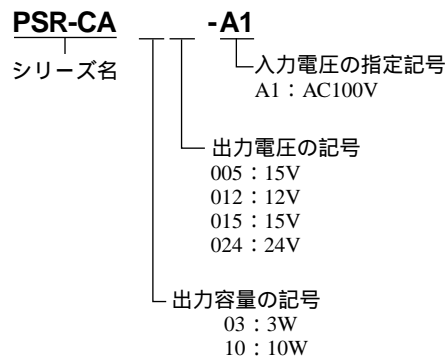 PSR-CA -A1
シリーズ名
入力電圧の指定記号
A1：AC100V
出力電圧の記号
005：15V
012：12V
015：15V
024：24V
出力容量の記号
03：3W
10：10W